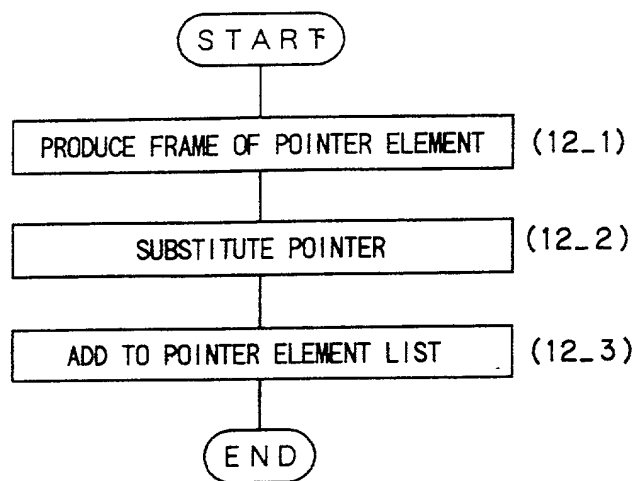 START
PRODUCE FRAME OF POINTER ELEMENT (12_1)
SUBSTITUTE POINTER (12_2)
ADD TO POINTER ELEMENT LIST (12_3)
END